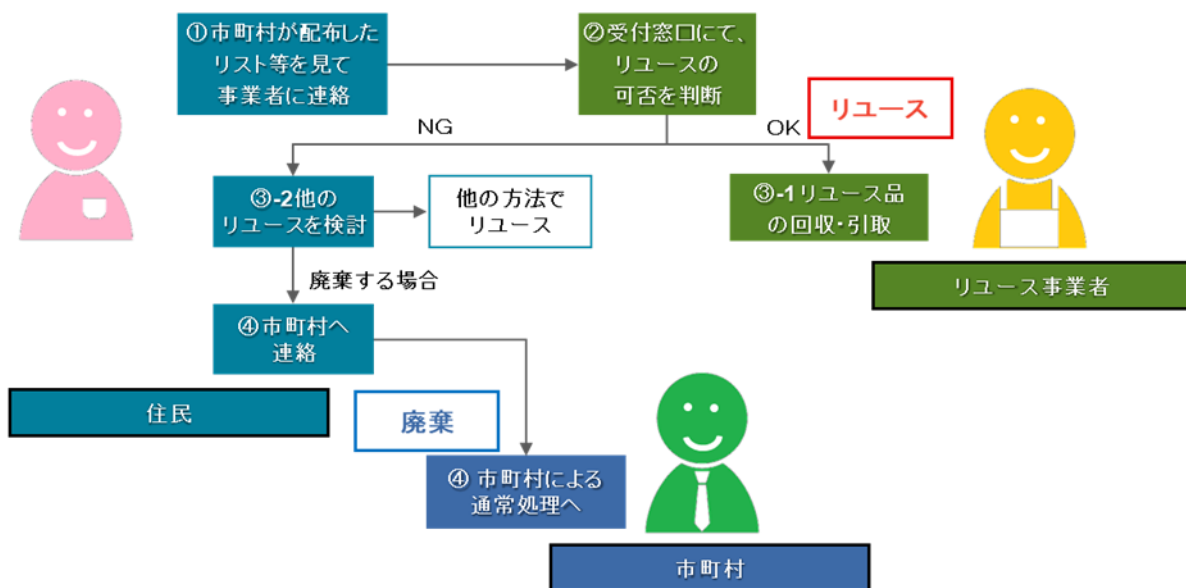 ①市町村が配布した
リスト等を見て
事業者に連絡
②受付窓口にて、
リユースの
可否を判断
リユース
NG
OK
③-2他の
リユースを検討
他の方法で
リユース
③-1リユース品
の回収・引取
リユース事業者
廃棄する場合
④市町村へ
連絡
住民
廃棄
④ 市町村による
通常処理へ
市町村